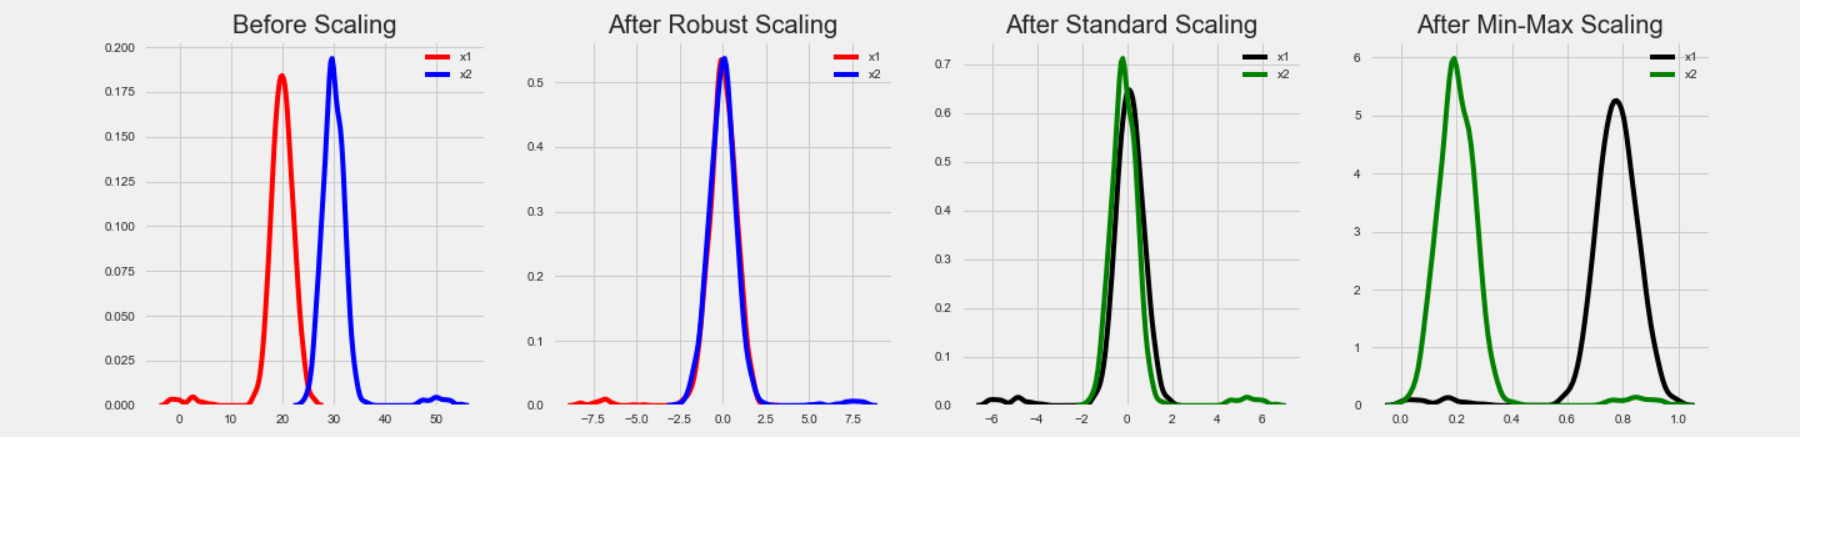 Before Scaling
After Robust Scaling
After Standard Scaling
After Min-Max Scaling
0.200
0.175
0.150
0.125
0.100
0.075
0.050
0.025
0.000
0 10 20 30 40 50
x1
x2
0.5
0.4
0.3
0.2
0.1
0.0
−7.5 −5.0 −2.5 0.0 2.5 5.0 7.5
x1
x2
0.7
0.6
0.5
0.4
0.3
0.2
0.1
0.0
−6 −4 −2 0 2 4 6
x1
x2
6
5
4
3
2
1
0
0.0 0.2 0.4 0.6 0.8 1.0
x1
x2